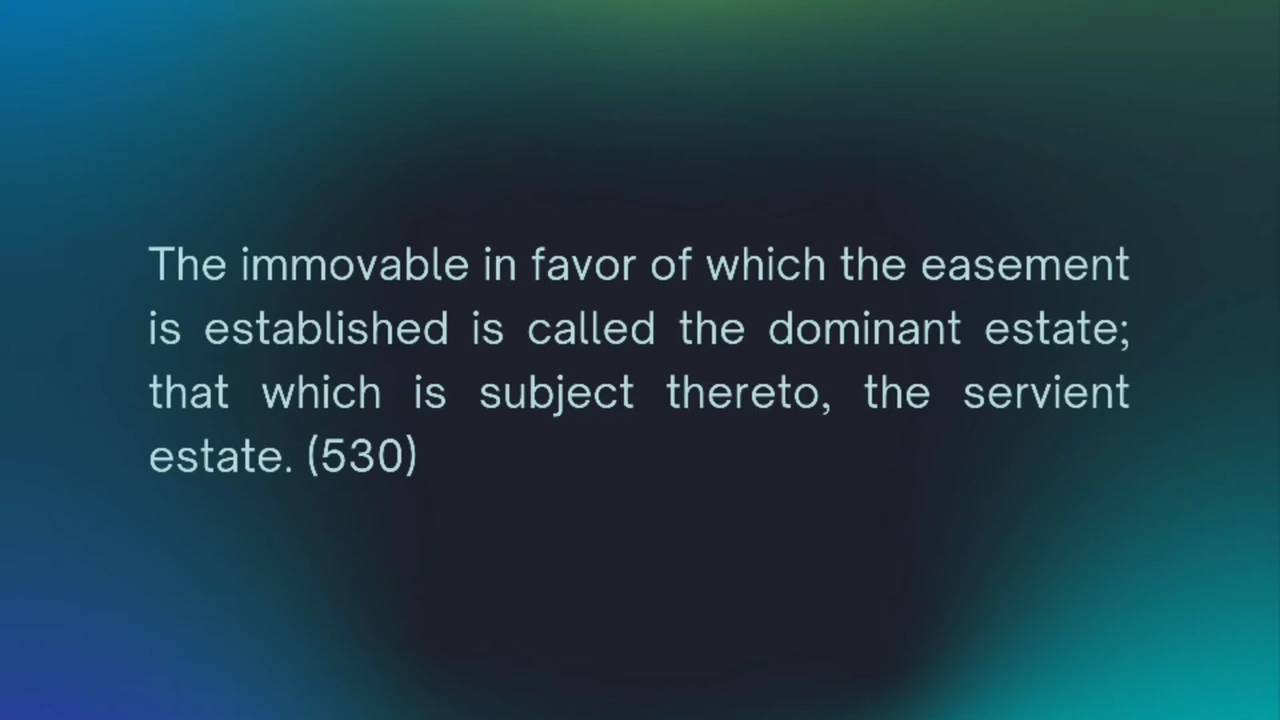 The immovable in favor of which the easement
is established is called the dominant estate;
that which is subject thereto, the servient
estate. (530)